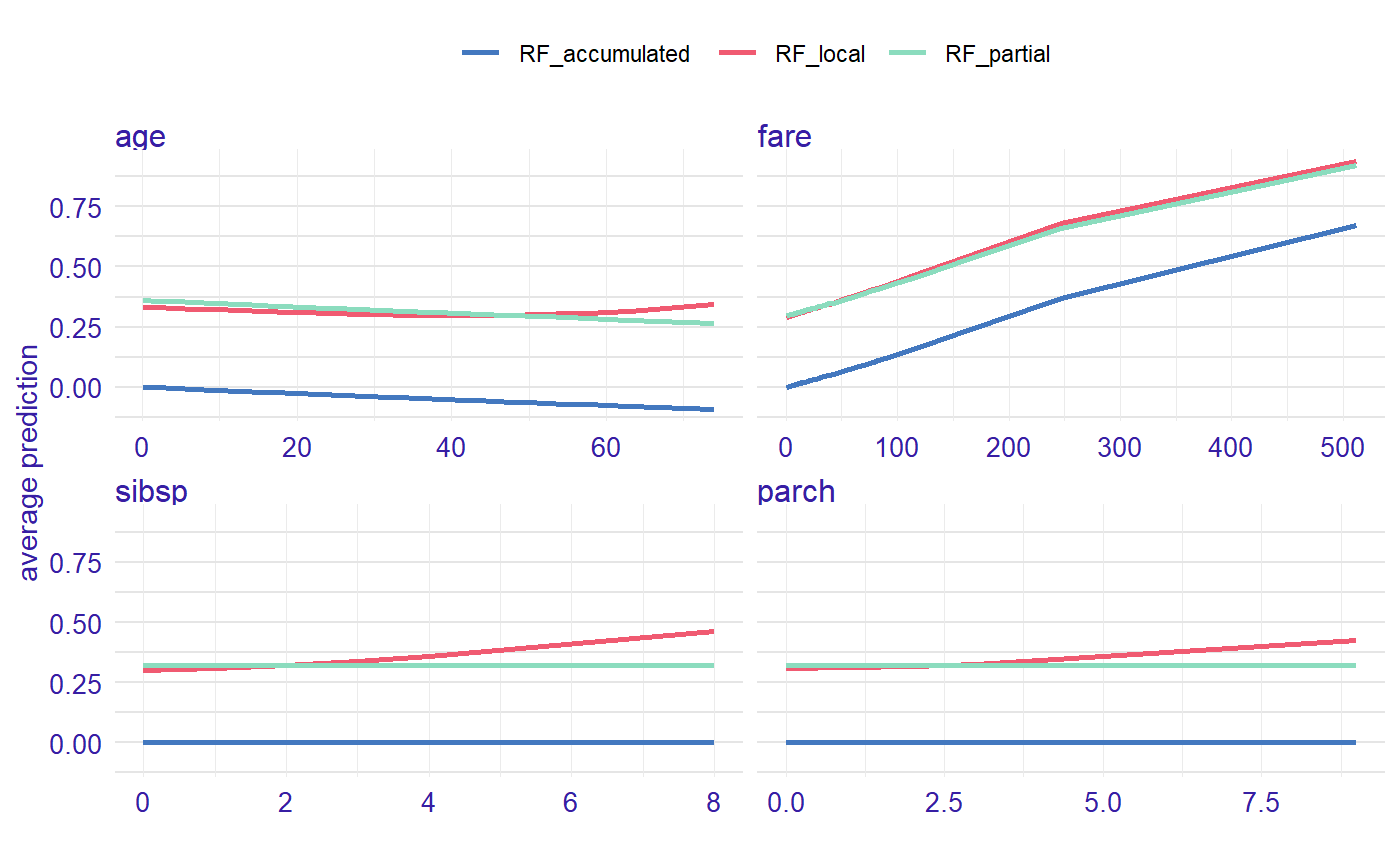 RF_accumulated RF_local RF_partial
age
fare
average prediction
0.75
0.50
0.25
0.00
0 20 40 60
0 100 200 300 400 500
sibsp
parch
0.75
0.50
0.25
0.00
0 2 4 6 8
0.0 2.5 5.0 7.5